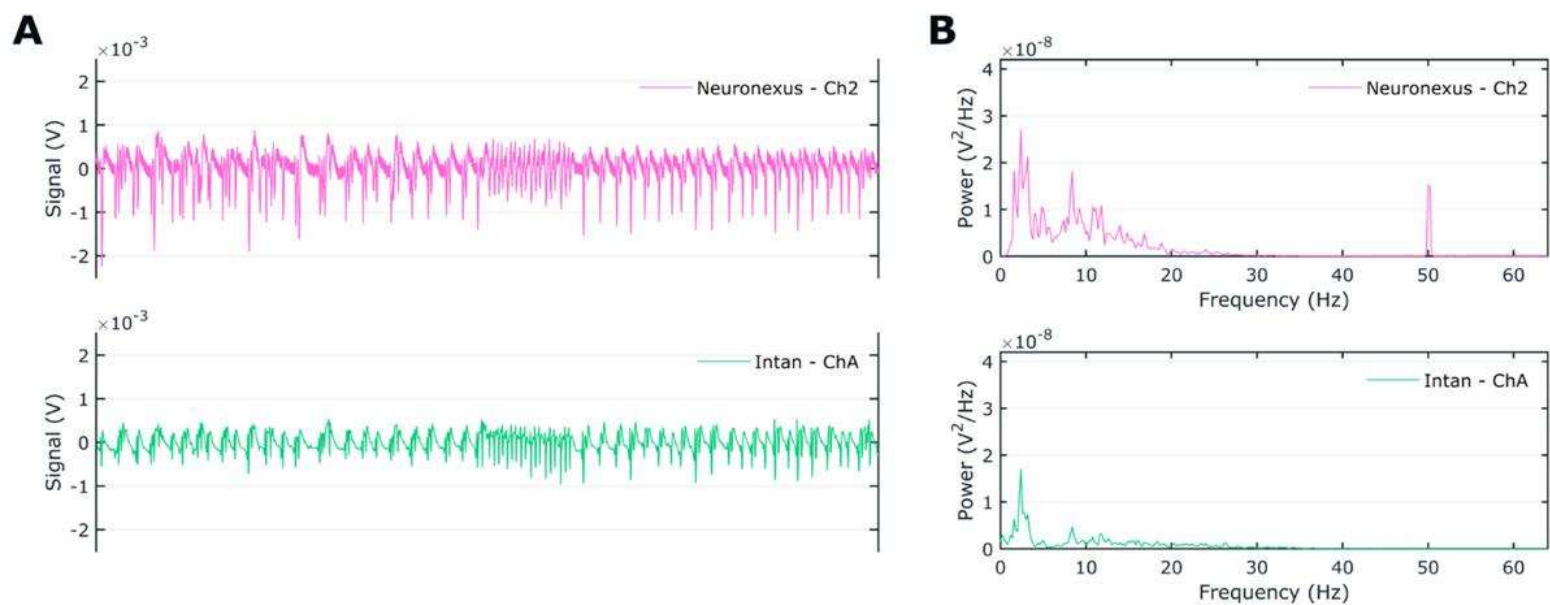 A
×10⁻³
2
1
0
-1
-2
Signal (V)
Neuronexus - Ch2
×10⁻³
2
1
0
-1
-2
Signal (V)
Intan - ChA
B
×10⁻⁸
4
3
2
1
0
Power (V²/Hz)
Neuronexus - Ch2
0 10 20 30 40 50 60
Frequency (Hz)
×10⁻⁸
4
3
2
1
0
Power (V²/Hz)
Intan - ChA
0 10 20 30 40 50 60
Frequency (Hz)